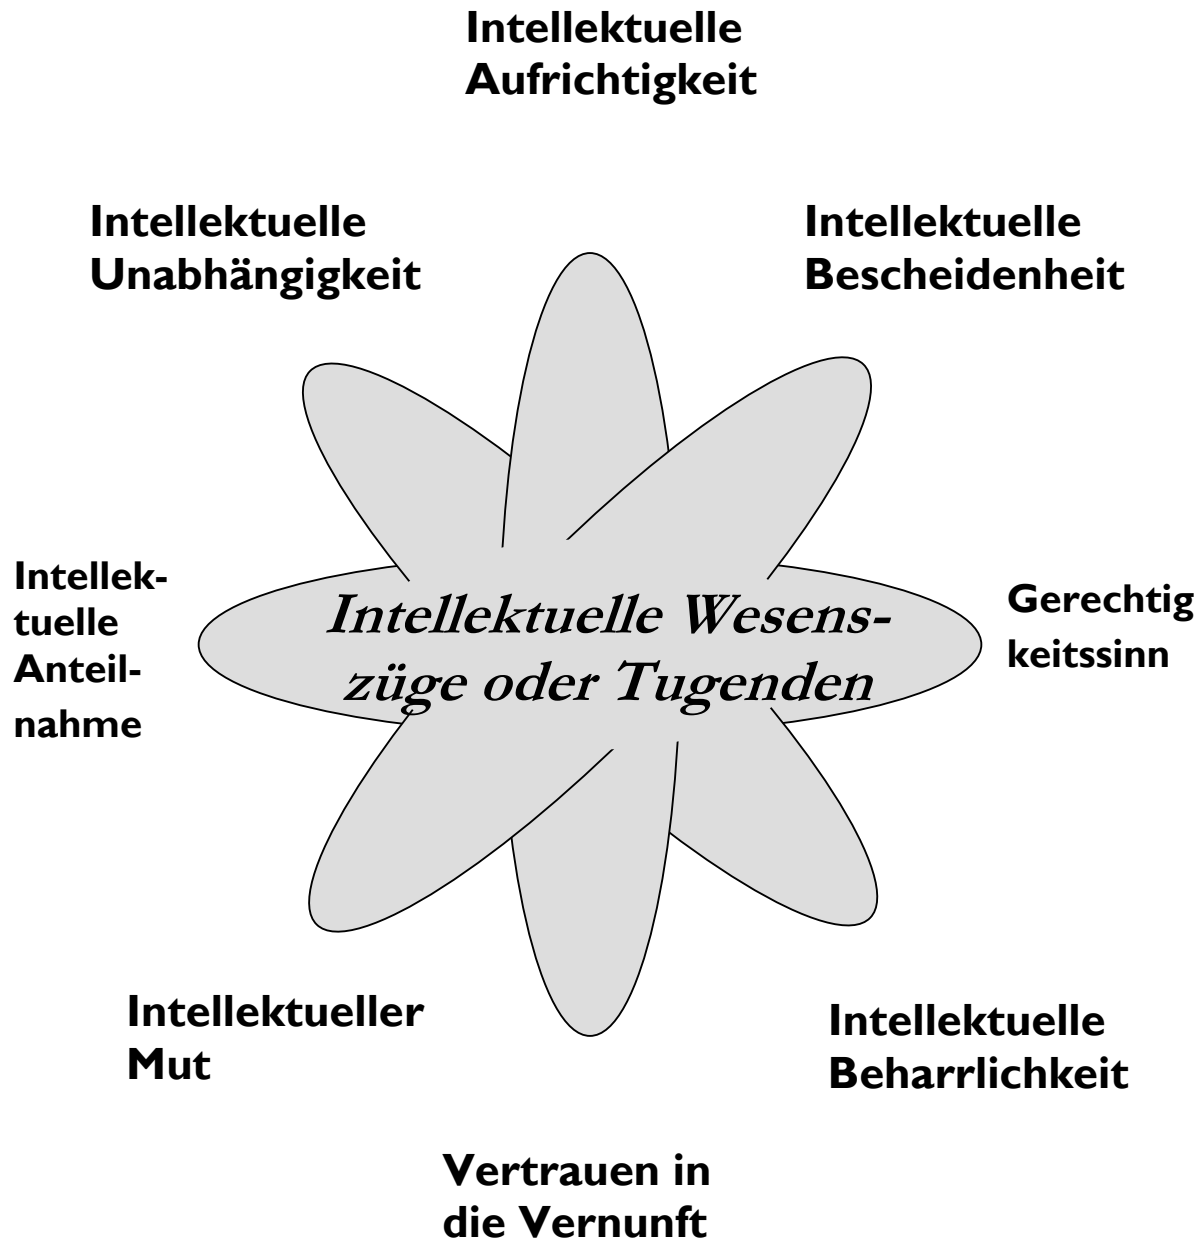 Intellektuelle
Aufrichtigkeit
Intellektuelle
Unabhängigkeit
Intellektuelle
Bescheidenheit
Intellek-
tuelle
Anteil-
nahme
Intellektuelle Wesens-
züge oder Tugenden
Gerechtig
keitssinn
Intellektueller
Mut
Intellektuelle
Beharrlichkeit
Vertrauen in
die Vernunft